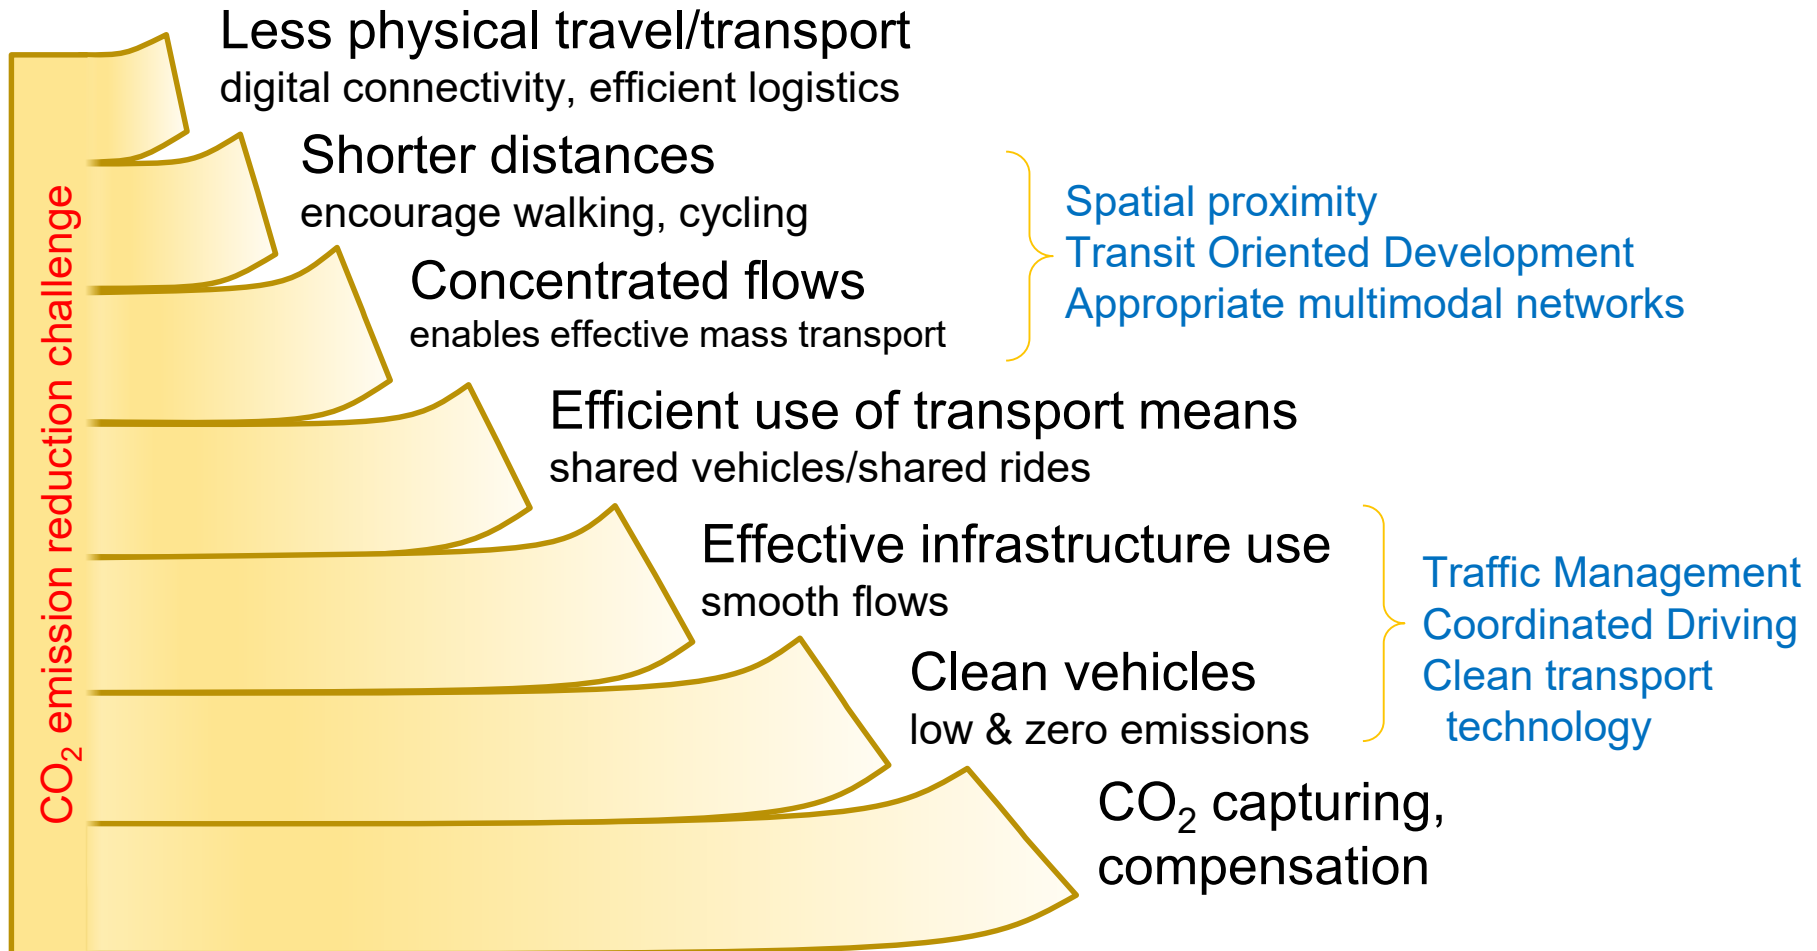 CO₂ emission reduction challenge
Less physical travel/transport
digital connectivity, efficient logistics
Shorter distances
encourage walking, cycling
Concentrated flows
enables effective mass transport
Spatial proximity
Transit Oriented Development
Appropriate multimodal networks
Efficient use of transport means
shared vehicles/shared rides
Effective infrastructure use
smooth flows
Clean vehicles
low & zero emissions
Traffic Management
Coordinated Driving
Clean transport
technology
CO₂ capturing,
compensation